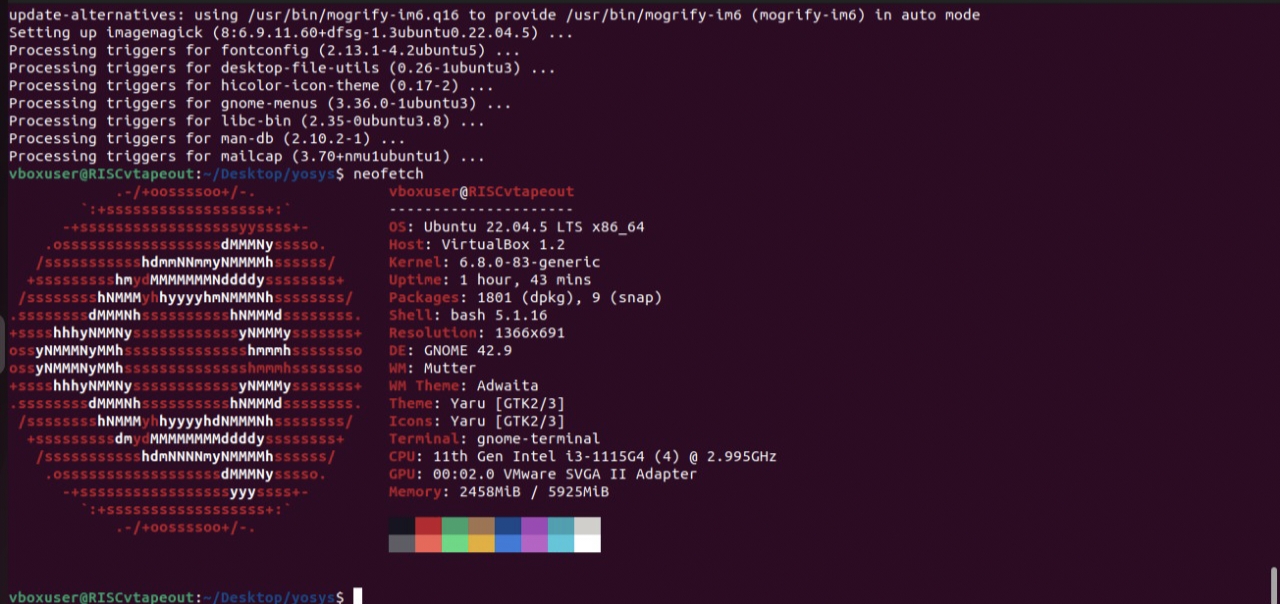 update-alternatives: using /usr/bin/mogrify-im6.q16 to provide /usr/bin/mogrify-im6 (mogrify-im6) in auto mode
Setting up imagemagick (8:6.9.11.60+dfsg-1.3ubuntu0.22.04.5) ...
Processing triggers for fontconfig (2.13.1-4.2ubuntu5) ...
Processing triggers for desktop-file-utils (0.26-1ubuntu3) ...
Processing triggers for hicolor-icon-theme (0.17-2) ...
Processing triggers for gnome-menus (3.36.0-1ubuntu3) ...
Processing triggers for libc-bin (2.35-0ubuntu3.8) ...
Processing triggers for man-db (2.10.2-1) ...
Processing triggers for mailcap (3.70+nmu1ubuntu1) ...
vboxuser@RISCvtapeout:~/Desktop/yosys$ neofetch
.-/+oossssoo+/-. vboxuser@RISCvtapeout
`:+ssssssssssssssssss+:` ---------------------
-+ssssssssssssssssssyyssss+- OS: Ubuntu 22.04.5 LTS x86_64
.ossssssssssssssssssdMMMNysssso. Host: VirtualBox 1.2
/ssssssssssshdmmNNmmyNMMMMhssssss/ Kernel: 6.8.0-83-generic
+ssssssssshmydMMMMMMMNddddyssssssss+ Uptime: 1 hour, 43 mins
/sssssssshNMMMyhhyyyyhmNMMMNhssssssss/ Packages: 1801 (dpkg), 9 (snap)
.ssssssssdMMMNhsssssssssshNMMMdssssssss. Shell: bash 5.1.16
+sssshhhyNMMNyssssssssssssyNMMMysssssss+ Resolution: 1366x691
ossyNMMMNyMMhsssssssssssssshmmmhssssssso DE: GNOME 42.9
ossyNMMMNyMMhsssssssssssssshmmmhssssssso WM: Mutter
+sssshhhyNMMNyssssssssssssyNMMMysssssss+ WM Theme: Adwaita
.ssssssssdMMMNhsssssssssshNMMMdssssssss. Theme: Yaru [GTK2/3]
/sssssssshNMMMyhhyyyyhdNMMMNhssssssss/ Icons: Yaru [GTK2/3]
+sssssssssdmydMMMMMMMMddddyssssssss+ Terminal: gnome-terminal
/ssssssssssshdmNNNNmyNMMMMhssssss/ CPU: 11th Gen Intel i3-1115G4 (4) @ 2.995GHz
.ossssssssssssssssssdMMMNysssso. GPU: 00:02.0 VMware SVGA II Adapter
-+sssssssssssssssssyyyssss+- Memory: 2458MiB / 5925MiB
`:+ssssssssssssssssss+:`
.-/+oossssoo+/-.
vboxuser@RISCvtapeout:~/Desktop/yosys$